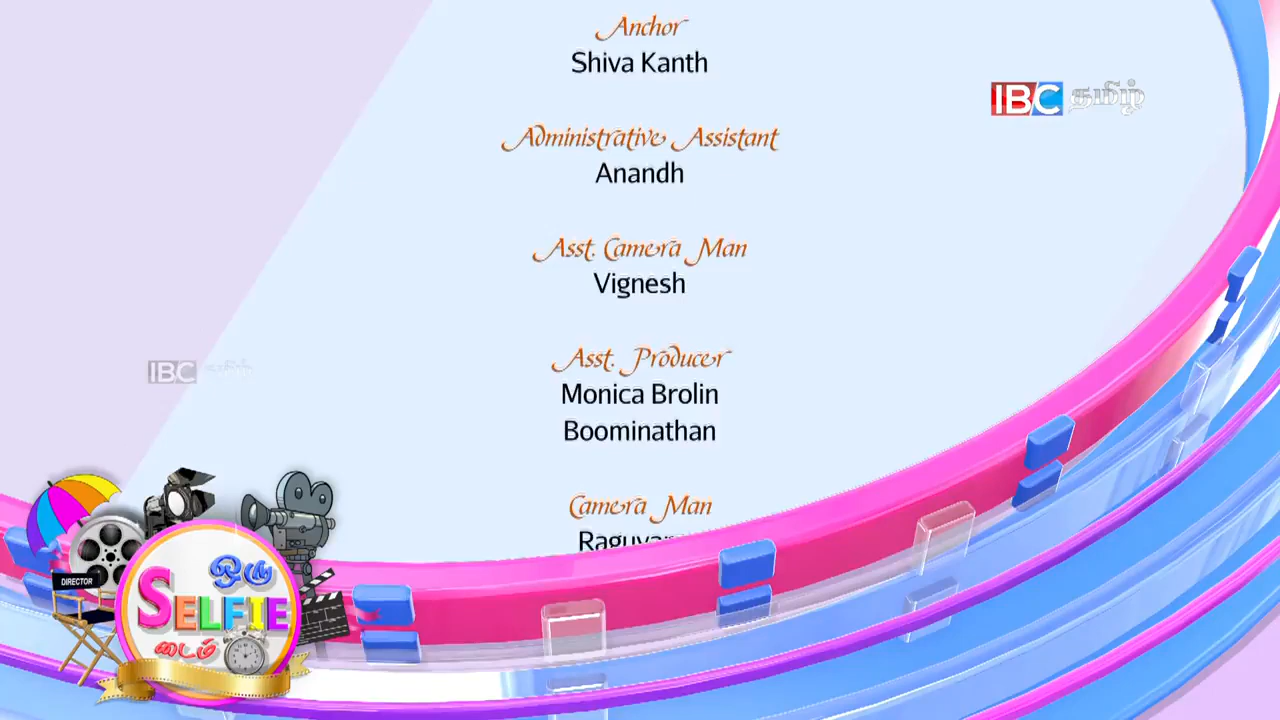 Anchor
Shiva Kanth
IBC தமிழ்
Administrative Assistant
Anandh
Asst. Camera Man
Vignesh
Asst. Producer
Monica Brolin
Boominathan
IBC தமிழ்
Camera Man
DIRECTOR
ஒரு
SELFIE
டைம்